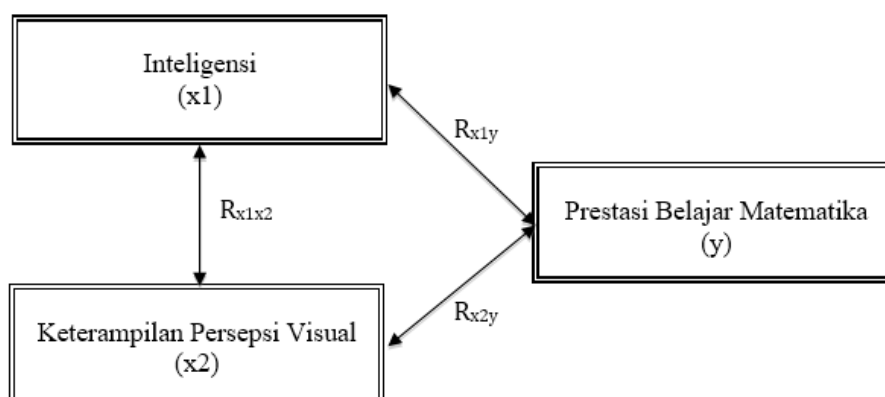 Inteligensi
(x1)
Rx1y
Rx1x2
Prestasi Belajar Matematika
(y)
Rx2y
Keterampilan Persepsi Visual
(x2)